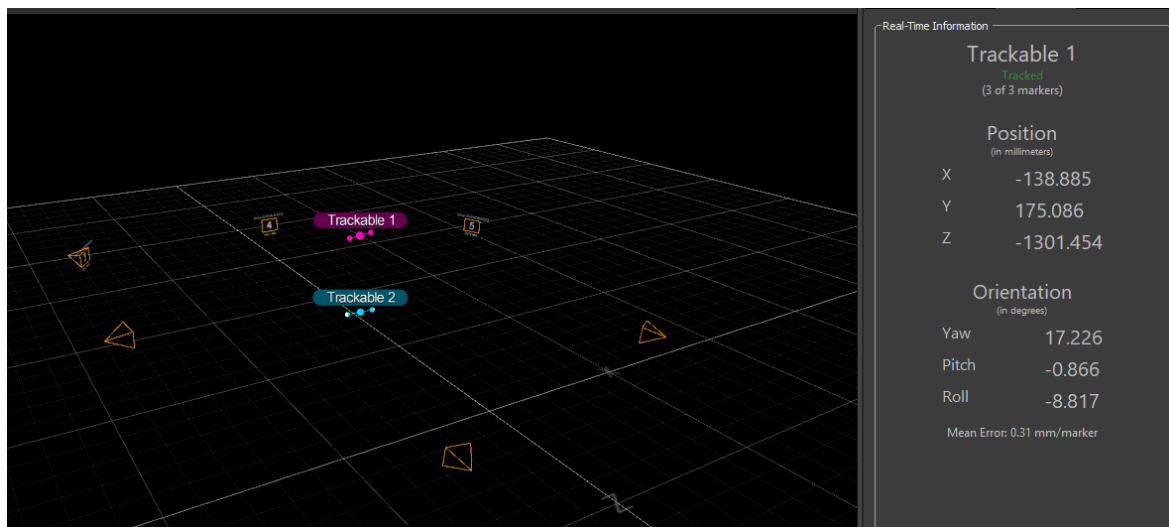 Trackable 1
4
5
1
Trackable 2
Real-Time Information
Trackable 1
Tracked
(3 of 3 markers)
Position
(in millimeters)
X -138.885
Y 175.086
Z -1301.454
Orientation
(in degrees)
Yaw 17.226
Pitch -0.866
Roll -8.817
Mean Error: 0.31 mm/marker